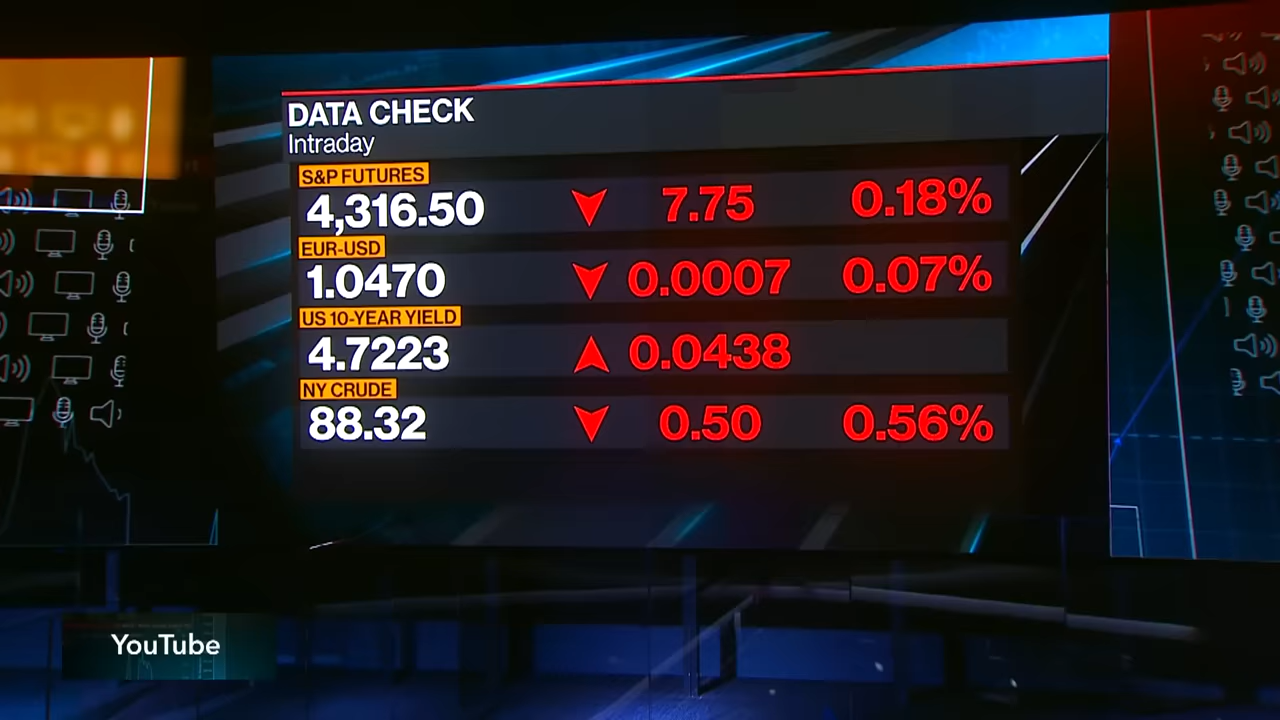 DATA CHECK
Intraday
S&P FUTURES
4,316.50 ▼ 7.75 0.18%
EUR-USD
1.0470 ▼ 0.0007 0.07%
US 10-YEAR YIELD
4.7223 ▲ 0.0438
NY CRUDE
88.32 ▼ 0.50 0.56%
YouTube